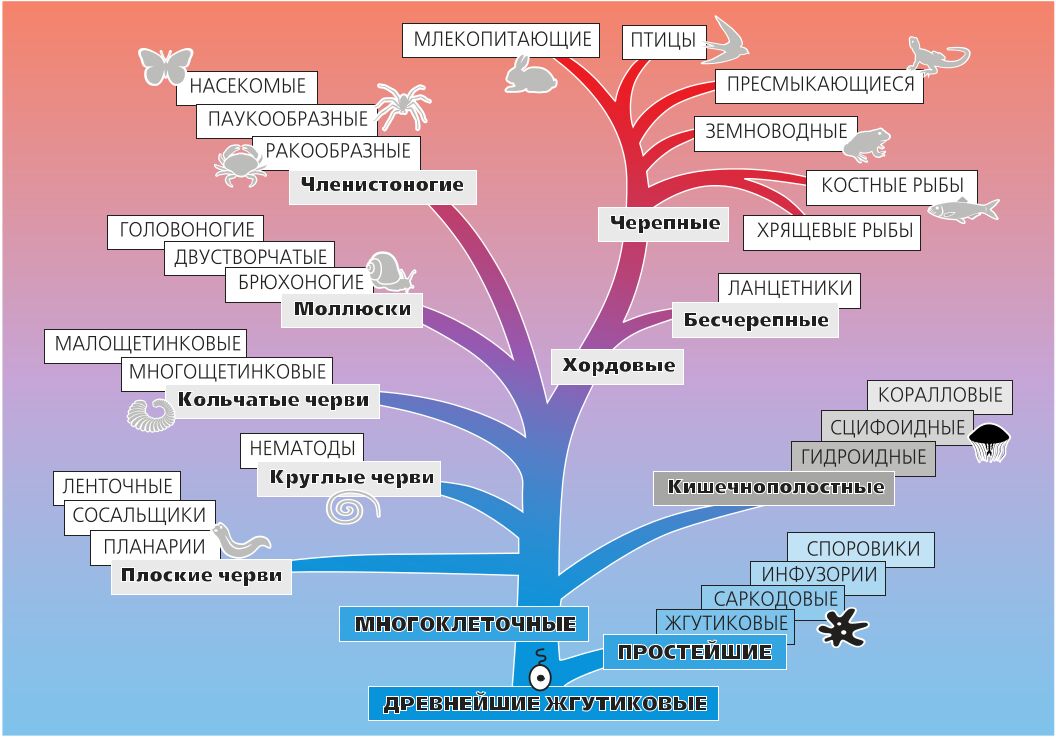 МЛЕКОПИТАЮЩИЕ
ПТИЦЫ
ПРЕСМЫКАЮЩИЕСЯ
ЗЕМНОВОДНЫЕ
КОСТНЫЕ РЫБЫ
ХРЯЩЕВЫЕ РЫБЫ
Черепные
ЛАНЦЕТНИКИ
Бесчерепные
Хордовые
НАСЕКОМЫЕ
ПАУКООБРАЗНЫЕ
РАКООБРАЗНЫЕ
Членистоногие
ГОЛОВОНОГИЕ
ДВУСТВОРЧАТЫЕ
БРЮХОНОГИЕ
Моллюски
МАЛОЩЕТИНКОВЫЕ
МНОГОЩЕТИНКОВЫЕ
Кольчатые черви
НЕМАТОДЫ
Круглые черви
ЛЕНТОЧНЫЕ
СОСАЛЬЩИКИ
ПЛАНАРИИ
Плоские черви
КОРАЛЛОВЫЕ
СЦИФОИДНЫЕ
ГИДРОИДНЫЕ
Кишечнополостные
СПОРОВИКИ
ИНФУЗОРИИ
САРКОДОВЫЕ
ЖГУТИКОВЫЕ
ПРОСТЕЙШИЕ
МНОГОКЛЕТОЧНЫЕ
ДРЕВНЕЙШИЕ ЖГУТИКОВЫЕ